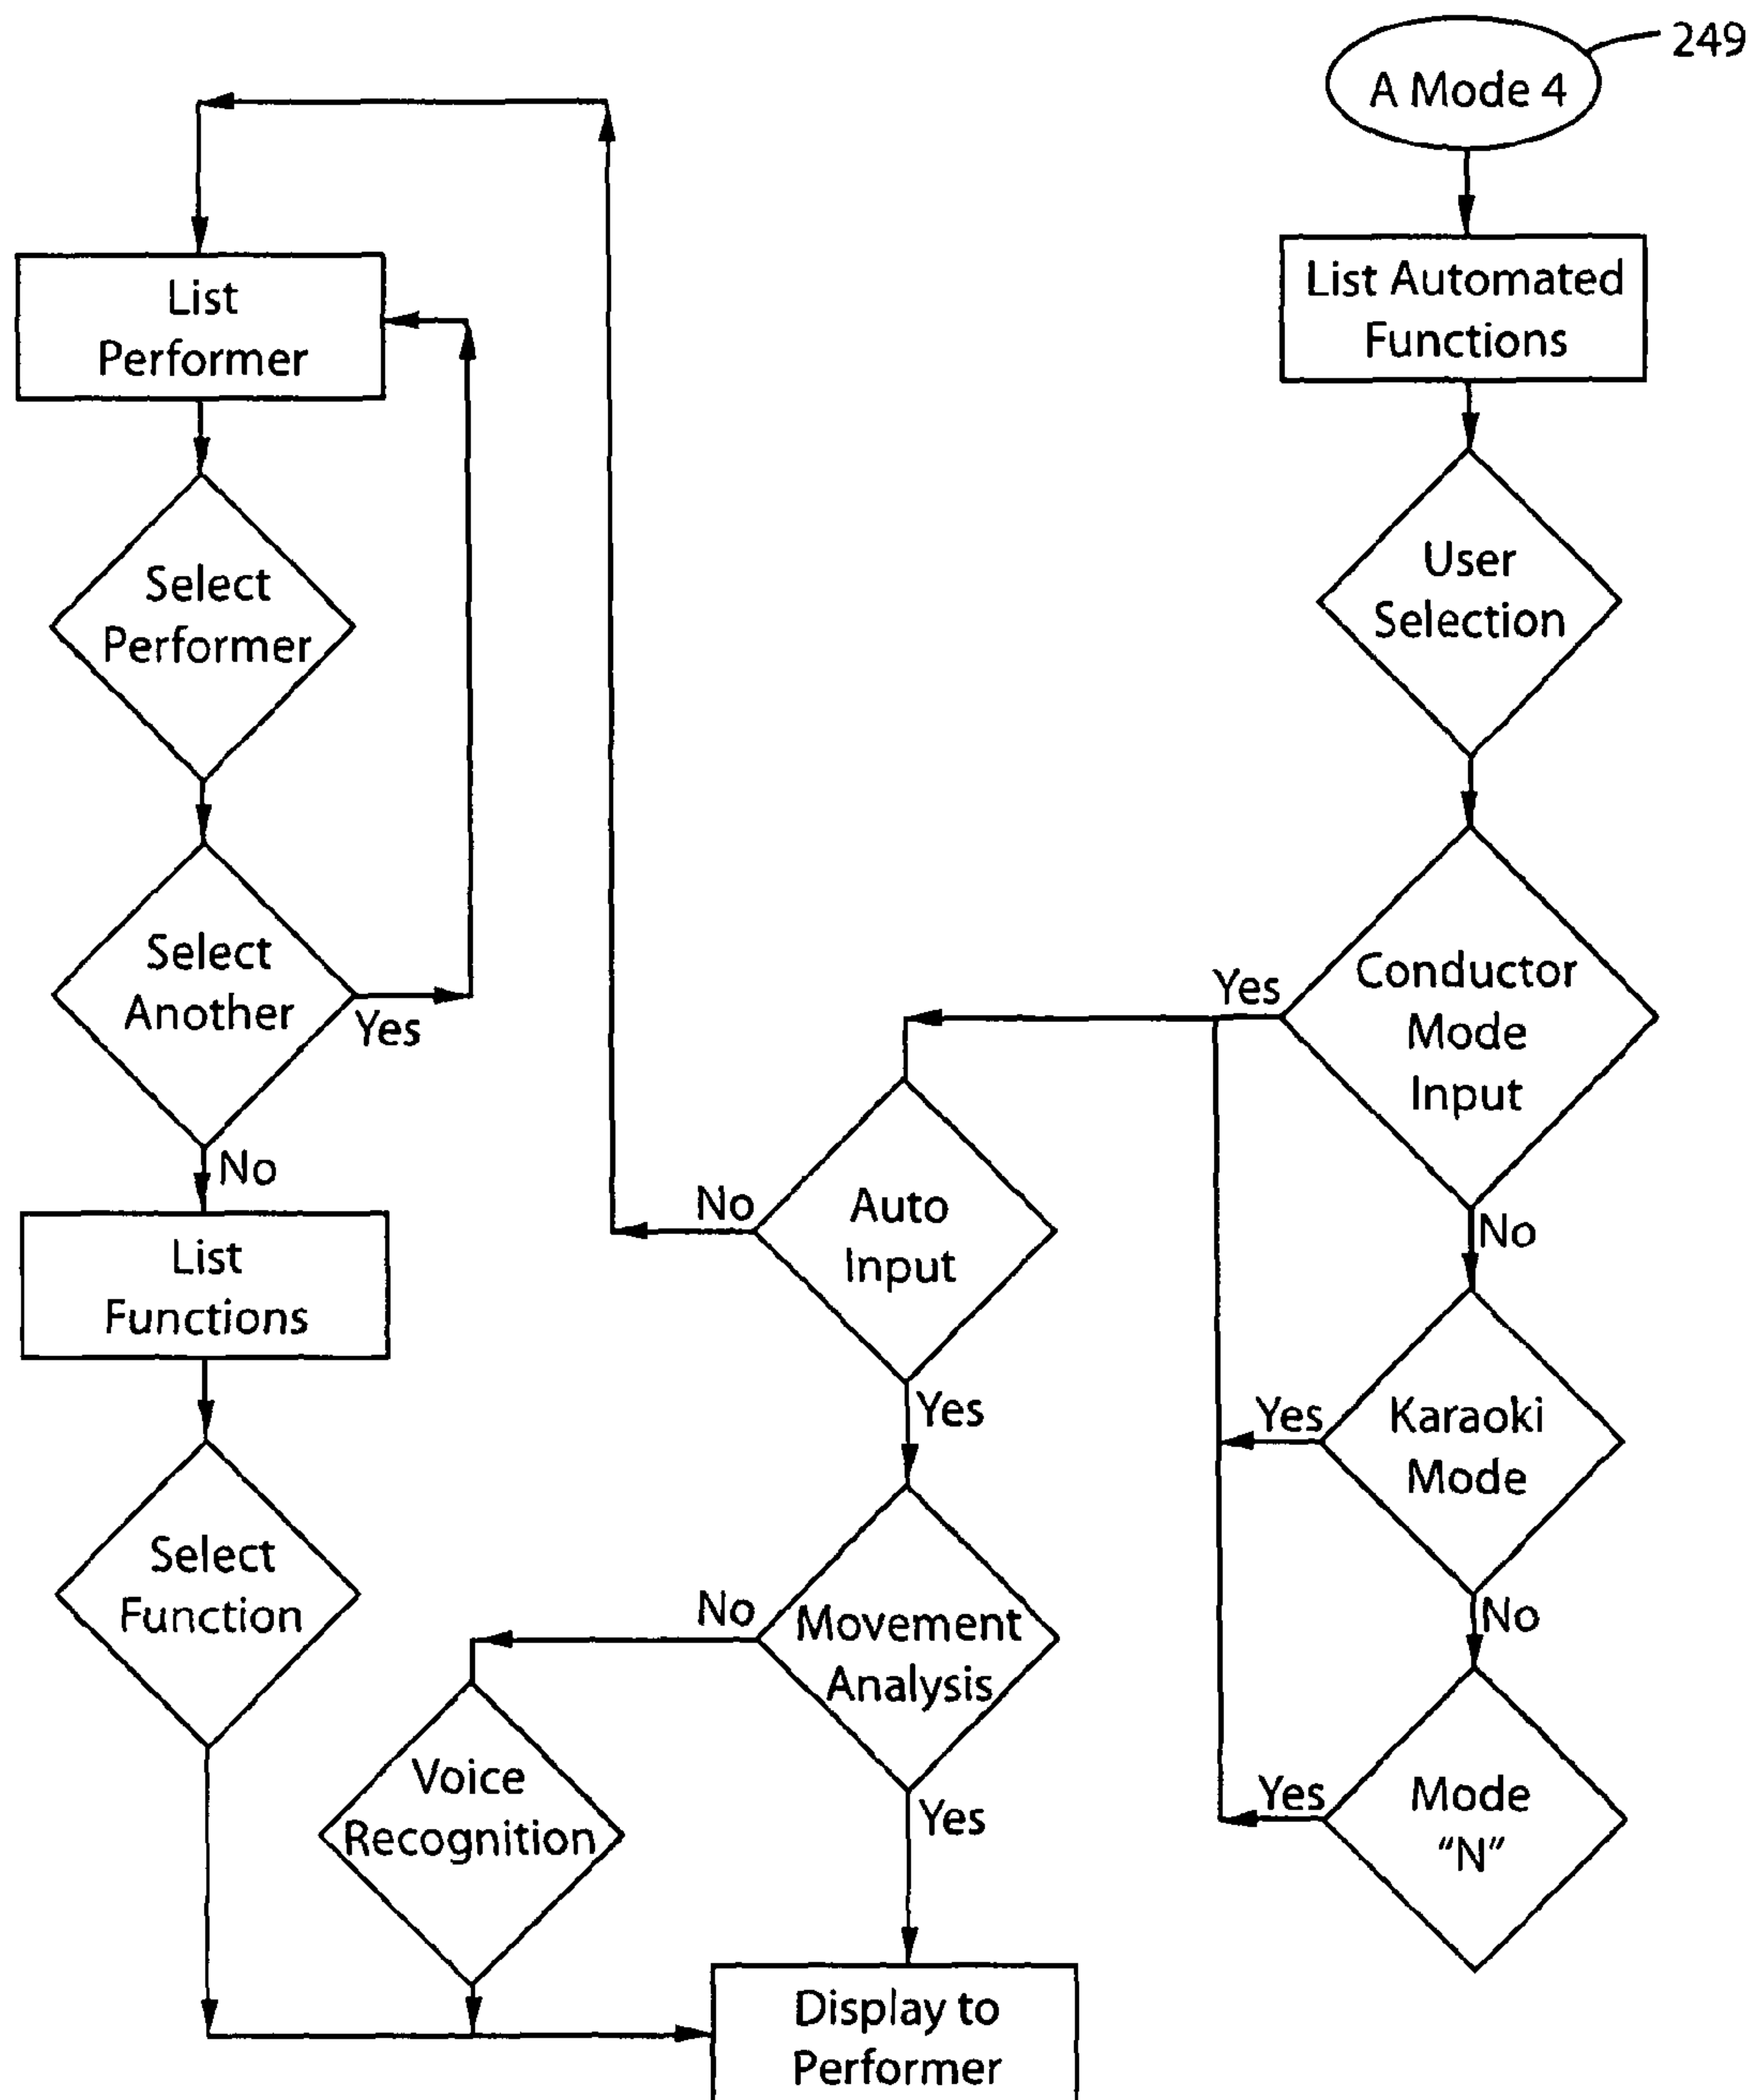 249
A Mode 4
List Automated
Functions
User
Selection
Conductor
Mode
Input
Yes
No
Karaoki
Mode
Yes
No
Mode
“N”
Yes
Auto
Input
No
Yes
Movement
Analysis
No
Yes
Voice
Recognition
Display to
Performer
List
Performer
Select
Performer
Select
Another
Yes
No
List
Functions
Select
Function